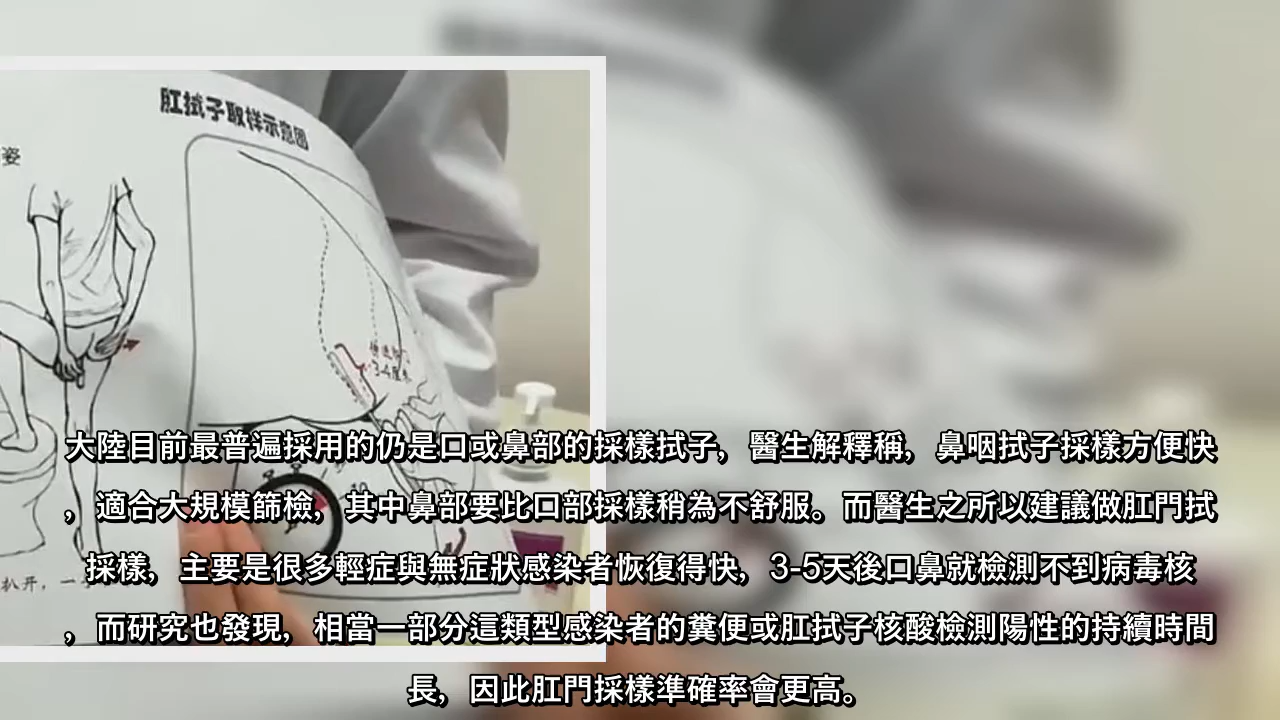 肛拭子取样示意图
姿
3-4厘米
大陸目前最普遍採用的仍是口或鼻部的採樣拭子，醫生解釋稱，鼻咽拭子採樣方便快
，適合大規模篩檢，其中鼻部要比口部採樣稍為不舒服。而醫生之所以建議做肛門拭
採樣，主要是很多輕症與無症狀感染者恢復得快，3-5天後口鼻就檢測不到病毒核
扒开，一
，而研究也發現，相當一部分這類型感染者的糞便或肛拭子核酸檢測陽性的持續時間
長，因此肛門採樣準確率會更高。